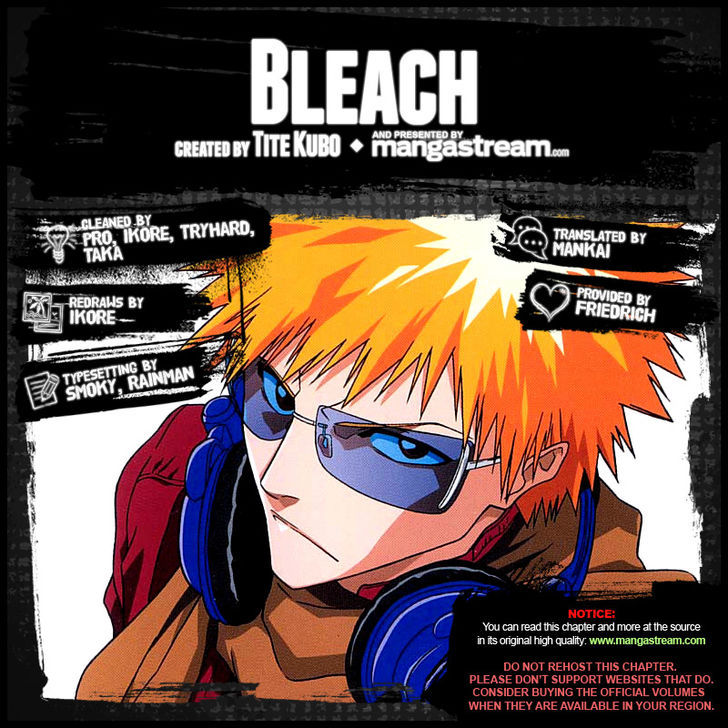 BLEACH
CREATED BY TITE KUBO ◆ AND PRESENTED BY mangastream.com
CLEANED BY
PRO, IKORE, TRYHARD,
TAKA
REDRAWS BY
IKORE
TYPESETTING BY
SMOKY, RAINMAN
TRANSLATED BY
MANKAI
PROVIDED BY
FRIEDRICH
NOTICE:
You can read this chapter and more at the source
in its original high quality: www.mangastream.com
DO NOT REHOST THIS CHAPTER.
PLEASE DON'T SUPPORT WEBSITES THAT DO.
CONSIDER BUYING THE OFFICIAL VOLUMES
WHEN THEY ARE AVAILABLE IN YOUR REGION.